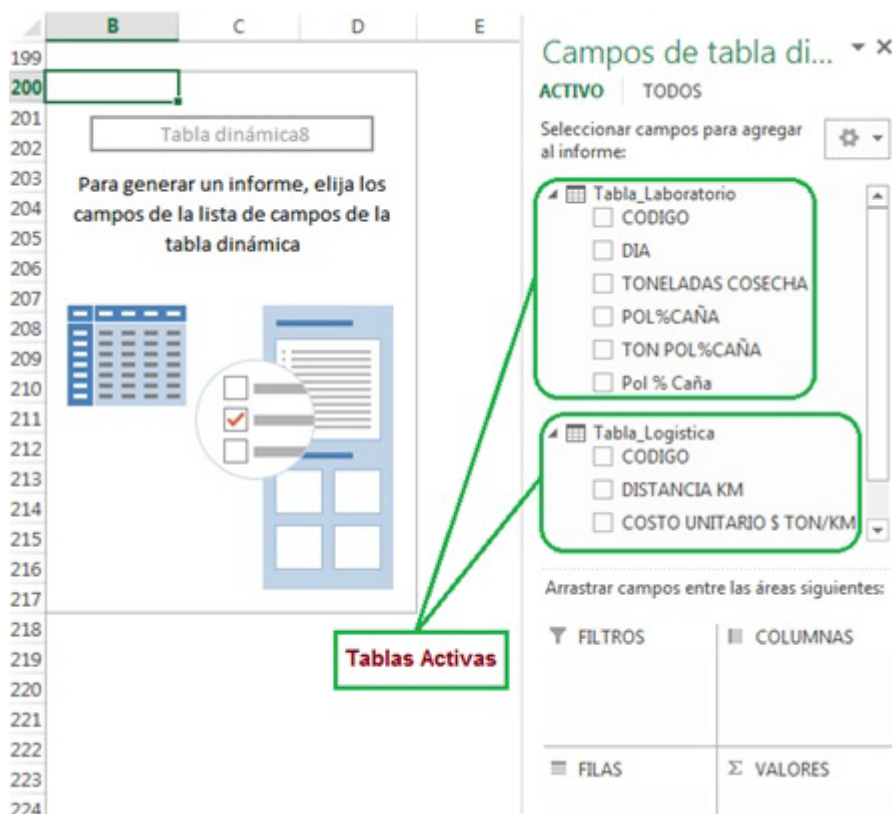 B C D E
199
200
201
202
203
204
205
206
207
208
209
210
211
212
213
214
215
216
217
218
219
220
221
222
223
224
Tabla dinámica8
Para generar un informe, elija los
campos de la lista de campos de la
tabla dinámica
Tablas Activas
Campos de tabla di...
ACTIVO TODOS
Seleccionar campos para agregar
al informe:
Tabla_Laboratorio
CODIGO
DIA
TONELADAS COSECHA
POL%CAÑA
TON POL%CAÑA
Pol % Caña
Tabla_Logistica
CODIGO
DISTANCIA KM
COSTO UNITARIO $ TON/KM
Arrastrar campos entre las áreas siguientes:
FILTROS
COLUMNAS
FILAS
Σ VALORES